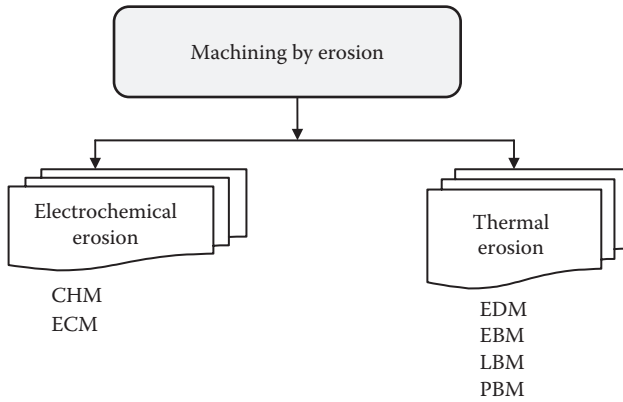 Machining by erosion
Electrochemical
erosion
CHM
ECM
Thermal
erosion
EDM
EBM
LBM
PBM